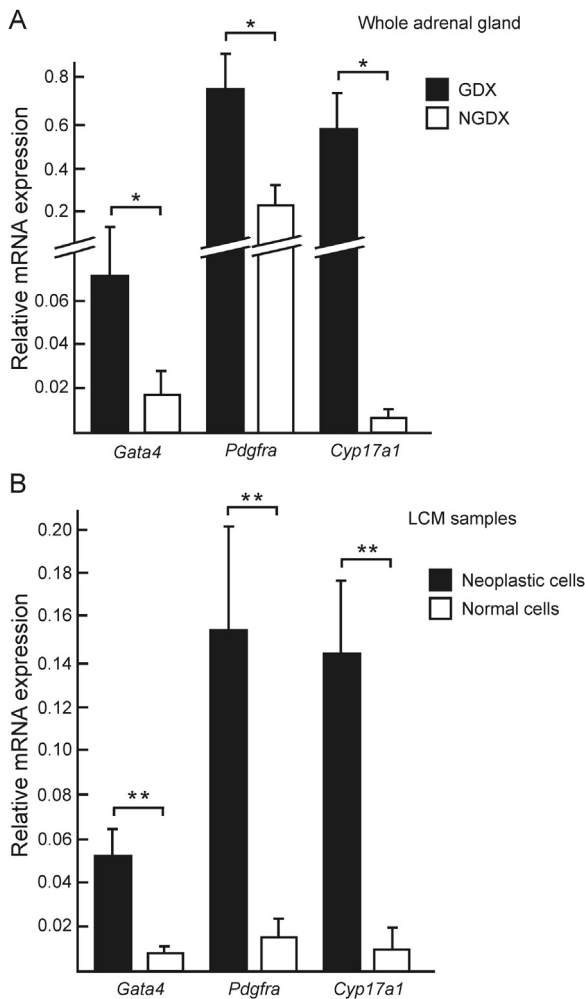 A
Whole adrenal gland
Relative mRNA expression
0.8
0.6
0.4
0.2
0.06
0.04
0.02
*
*
*
GDX
NGDX
Gata4
Pdgfra
Cyp17a1
B
LCM samples
Relative mRNA expression
0.20
0.18
0.16
0.14
0.12
0.10
0.08
0.06
0.04
0.02
**
**
**
Neoplastic cells
Normal cells
Gata4
Pdgfra
Cyp17a1